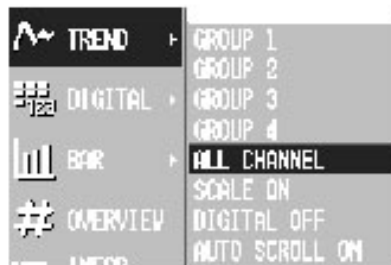 TREND
DIGITAL
123
BAR
OVERVIEW
GROUP 1
GROUP 2
GROUP 3
GROUP 4
ALL CHANNEL
SCALE ON
DIGITAL OFF
AUTO SCROLL ON